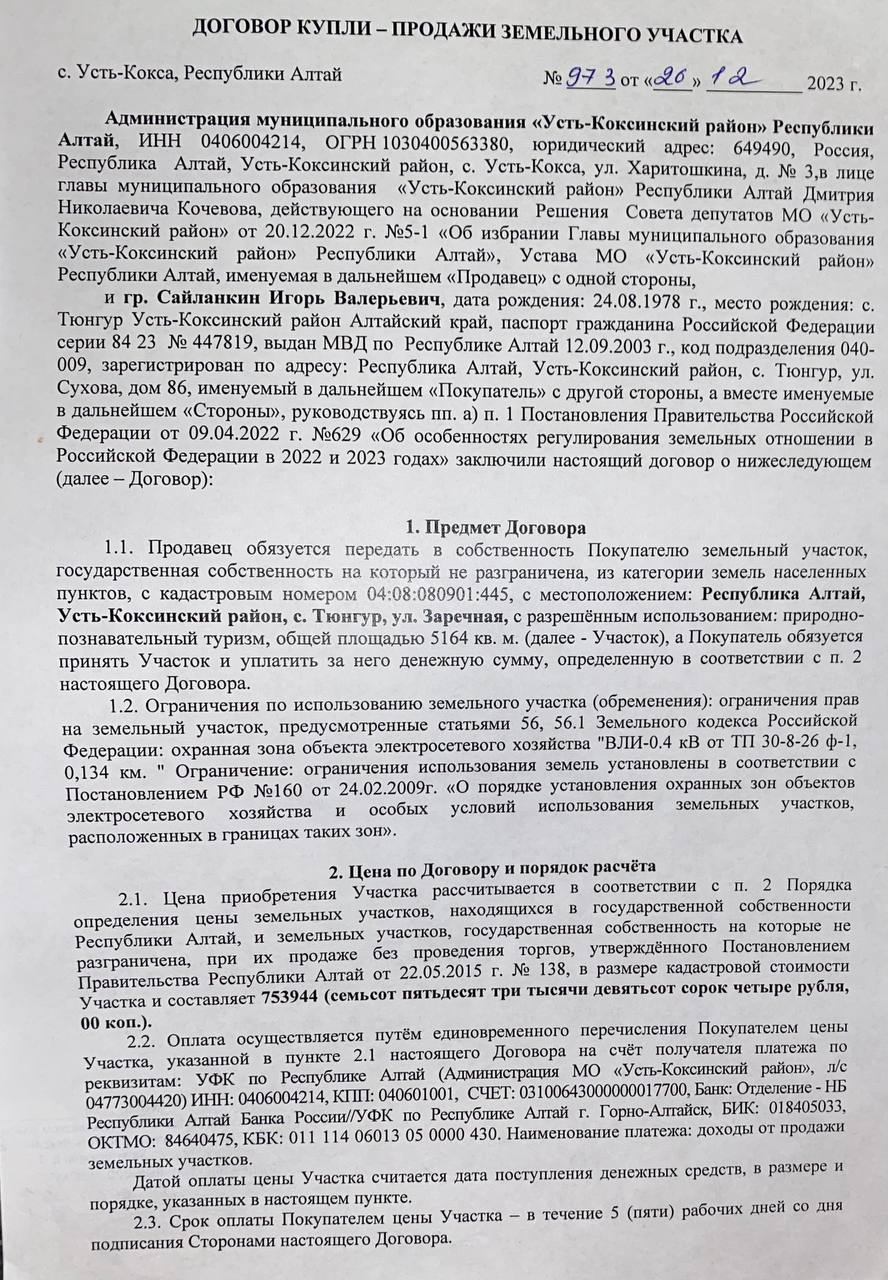 ДОГОВОР КУПЛИ – ПРОДАЖИ ЗЕМЕЛЬНОГО УЧАСТКА
с. Усть-Кокса, Республики Алтай № 973 от «26» 12 2023 г.
Администрация муниципального образования «Усть-Коксинский район» Республики
Алтай, ИНН 0406004214, ОГРН 1030400563380, юридический адрес: 649490, Россия,
Республика Алтай, Усть-Коксинский район, с. Усть-Кокса, ул. Харитошкина, д. № 3,в лице
главы муниципального образования «Усть-Коксинский район» Республики Алтай Дмитрия
Николаевича Кочевова, действующего на основании Решения Совета депутатов МО «Усть-
Коксинский район» от 20.12.2022 г. №5-1 «Об избрании Главы муниципального образования
«Усть-Коксинский район» Республики Алтай», Устава МО «Усть-Коксинский район»
Республики Алтай, именуемая в дальнейшем «Продавец» с одной стороны,
и гр. Сайланкин Игорь Валерьевич, дата рождения: 24.08.1978 г., место рождения: с.
Тюнгур Усть-Коксинский район Алтайский край, паспорт гражданина Российской Федерации
серии 84 23 № 447819, выдан МВД по Республике Алтай 12.09.2003 г., код подразделения 040-
009, зарегистрирован по адресу: Республика Алтай, Усть-Коксинский район, с. Тюнгур, ул.
Сухова, дом 86, именуемый в дальнейшем «Покупатель» с другой стороны, а вместе именуемые
в дальнейшем «Стороны», руководствуясь пп. а) п. 1 Постановления Правительства Российской
Федерации от 09.04.2022 г. №629 «Об особенностях регулирования земельных отношении в
Российской Федерации в 2022 и 2023 годах» заключили настоящий договор о нижеследующем
(далее – Договор):
1. Предмет Договора
1.1. Продавец обязуется передать в собственность Покупателю земельный участок,
государственная собственность на который не разграничена, из категории земель населенных
пунктов, с кадастровым номером 04:08:080901:445, с местоположением: Республика Алтай,
Усть-Коксинский район, с. Тюнгур, ул. Заречная, с разрешённым использованием: природно-
познавательный туризм, общей площадью 5164 кв. м. (далее - Участок), а Покупатель обязуется
принять Участок и уплатить за него денежную сумму, определенную в соответствии с п. 2
настоящего Договора.
1.2. Ограничения по использованию земельного участка (обременения): ограничения прав
на земельный участок, предусмотренные статьями 56, 56.1 Земельного кодекса Российской
Федерации: охранная зона объекта электросетевого хозяйства "ВЛИ-0.4 кВ от ТП 30-8-26 ф-1,
0,134 км. " Ограничение: ограничения использования земель установлены в соответствии с
Постановлением РФ №160 от 24.02.2009г. «О порядке установления охранных зон объектов
электросетевого хозяйства и особых условий использования земельных участков,
расположенных в границах таких зон».
2. Цена по Договору и порядок расчёта
2.1. Цена приобретения Участка рассчитывается в соответствии с п. 2 Порядка
определения цены земельных участков, находящихся в государственной собственности
Республики Алтай, и земельных участков, государственная собственность на которые не
разграничена, при их продаже без проведения торгов, утверждённого Постановлением
Правительства Республики Алтай от 22.05.2015 г. № 138, в размере кадастровой стоимости
Участка и составляет 753944 (семьсот пятьдесят три тысячи девятьсот сорок четыре рубля,
00 коп.).
2.2. Оплата осуществляется путём единовременного перечисления Покупателем цены
Участка, указанной в пункте 2.1 настоящего Договора на счёт получателя платежа по
реквизитам: УФК по Республике Алтай (Администрация МО «Усть-Коксинский район», л/с
04773004420) ИНН: 0406004214, КПП: 040601001, СЧЕТ: 03100643000000017700, Банк: Отделение - НБ
Республики Алтай Банка России//УФК по Республике Алтай г. Горно-Алтайск, БИК: 018405033,
ОКТМО: 84640475, КБК: 011 114 06013 05 0000 430. Наименование платежа: доходы от продажи
земельных участков.
Датой оплаты цены Участка считается дата поступления денежных средств, в размере и
порядке, указанных в настоящем пункте.
2.3. Срок оплаты Покупателем цены Участка – в течение 5 (пяти) рабочих дней со дня
подписания Сторонами настоящего Договора.